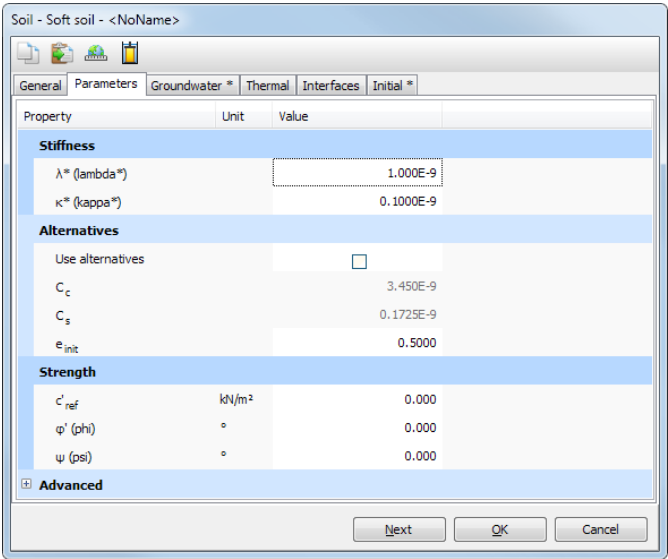 Soil - Soft soil - <NoName>
General Parameters Groundwater * Thermal Interfaces Initial *
Property Unit Value
Stiffness
λ* (lambda*) 1.000E-9
κ* (kappa*) 0.1000E-9
Alternatives
Use alternatives
Cc 3.450E-9
Cs 0.1725E-9
e init 0.5000
Strength
c'ref kN/m² 0.000
φ' (phi) ° 0.000
ψ (psi) ° 0.000
Advanced
Next OK Cancel